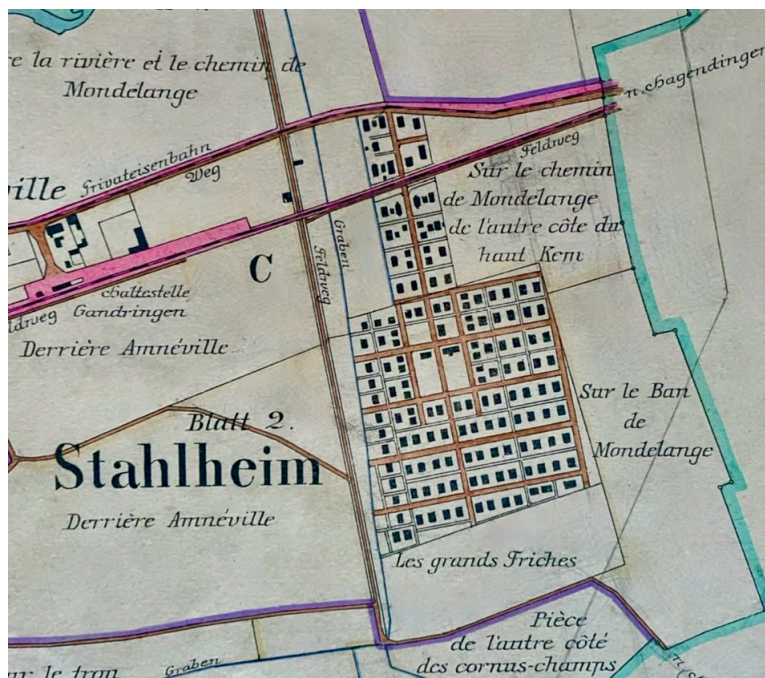 re la rivière et le chemin de
Mondelange
n. Hagendingen
Privateisenbahn
Weg
Feldweg
ville
Sur le chemin
de Mondelange
de l'autre côte du
haut Kem
Graben
Feldweg
C
Haltestelle
Gandringen
Derrière Amnéville
Blatt 2.
Stahlheim
Derrière Amnéville
Sur le Ban
de
Mondelange
Les grands Friches
Pièce
de l'autre côté
des cornus-champs
Graben